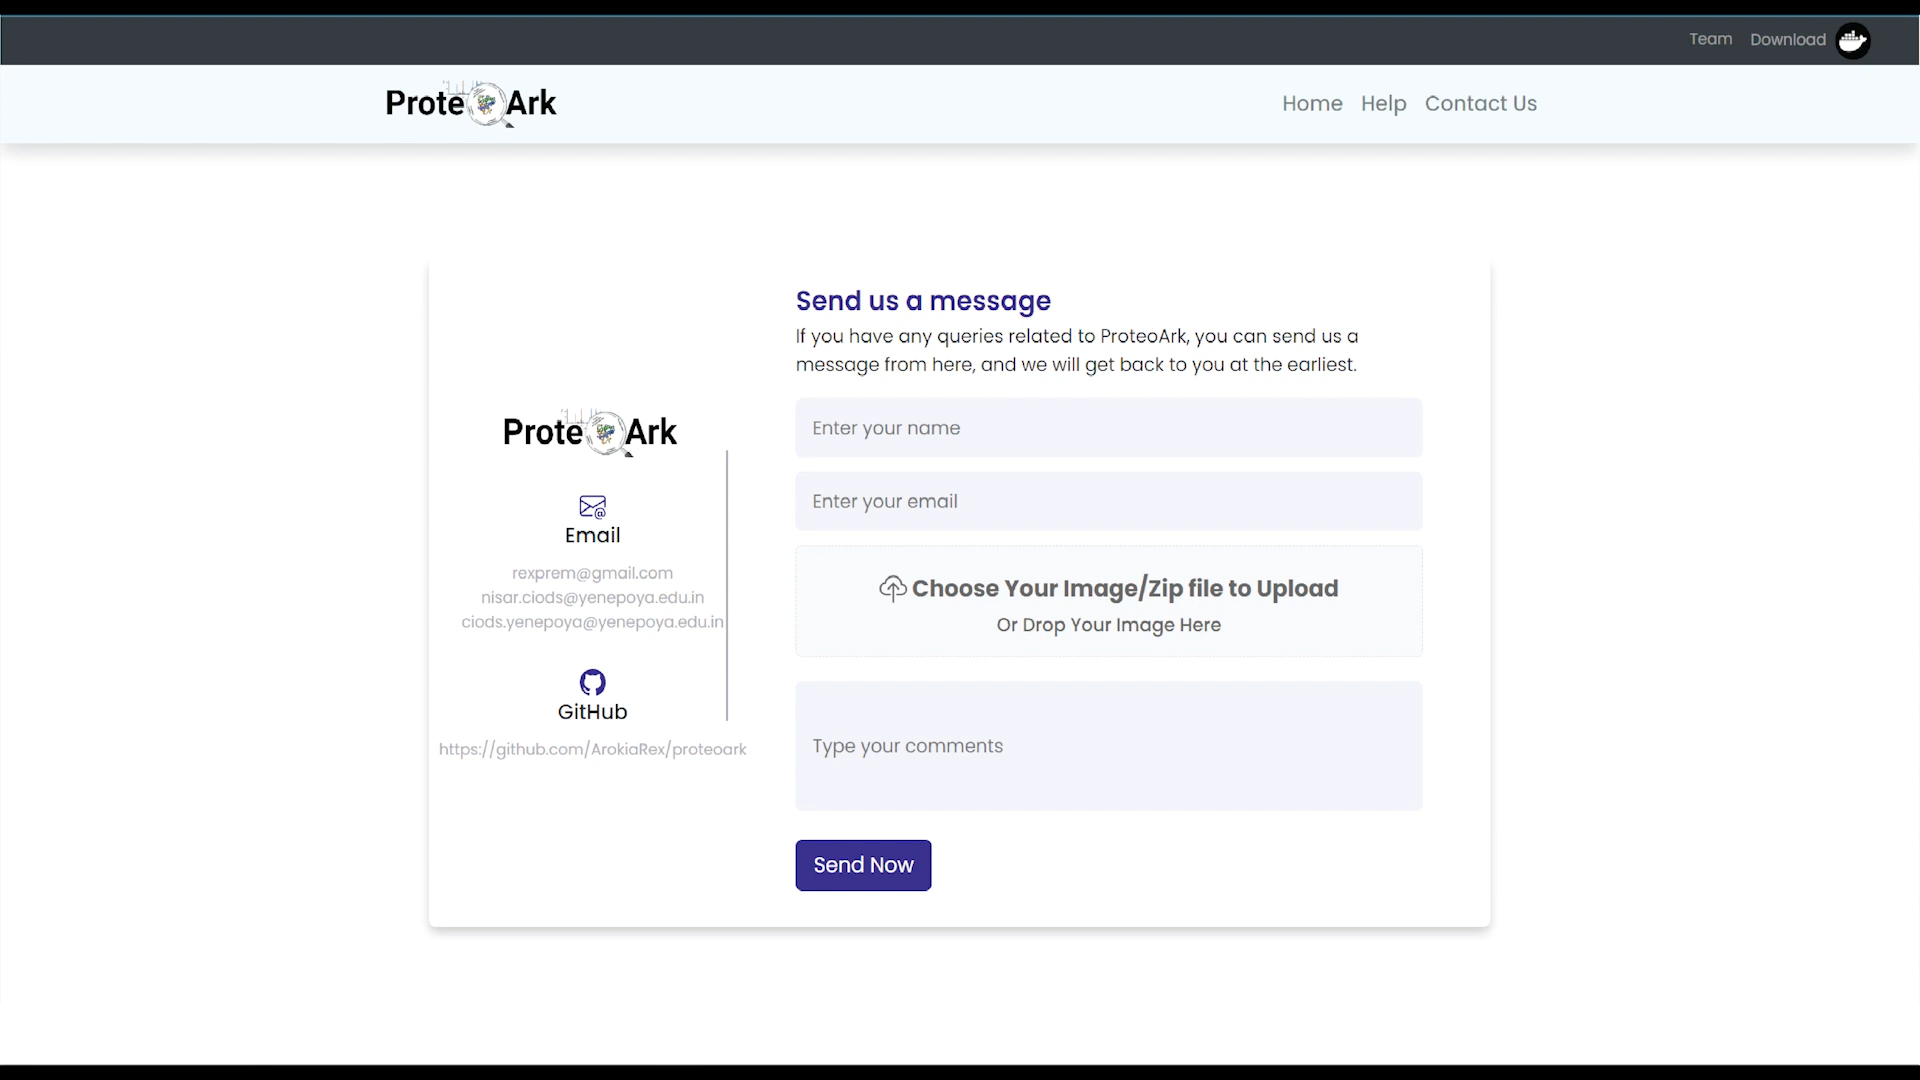 Team Download
ProteoArk
Home Help Contact Us
Send us a message
If you have any queries related to ProteoArk, you can send us a
message from here, and we will get back to you at the earliest.
Enter your name
Enter your email
Choose Your Image/Zip file to Upload
Or Drop Your Image Here
Type your comments
Send Now
ProteoArk
Email
rexprem@gmail.com
nisar.ciods@yenepoya.edu.in
ciods.yenepoya@yenepoya.edu.in
GitHub
https://github.com/ArokiaRex/proteoark